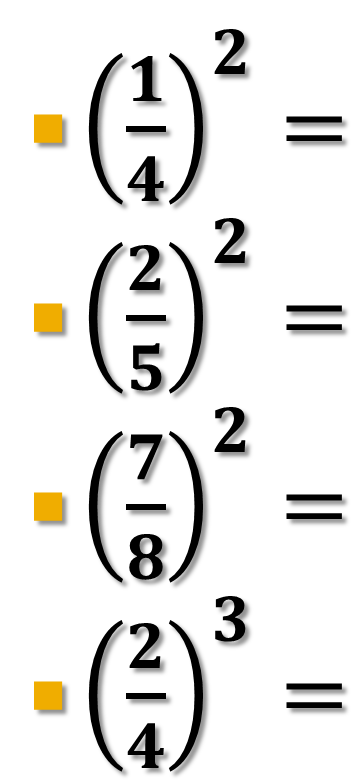 ▪ (1/4)² =
▪ (2/5)² =
▪ (7/8)² =
▪ (2/4)³ =